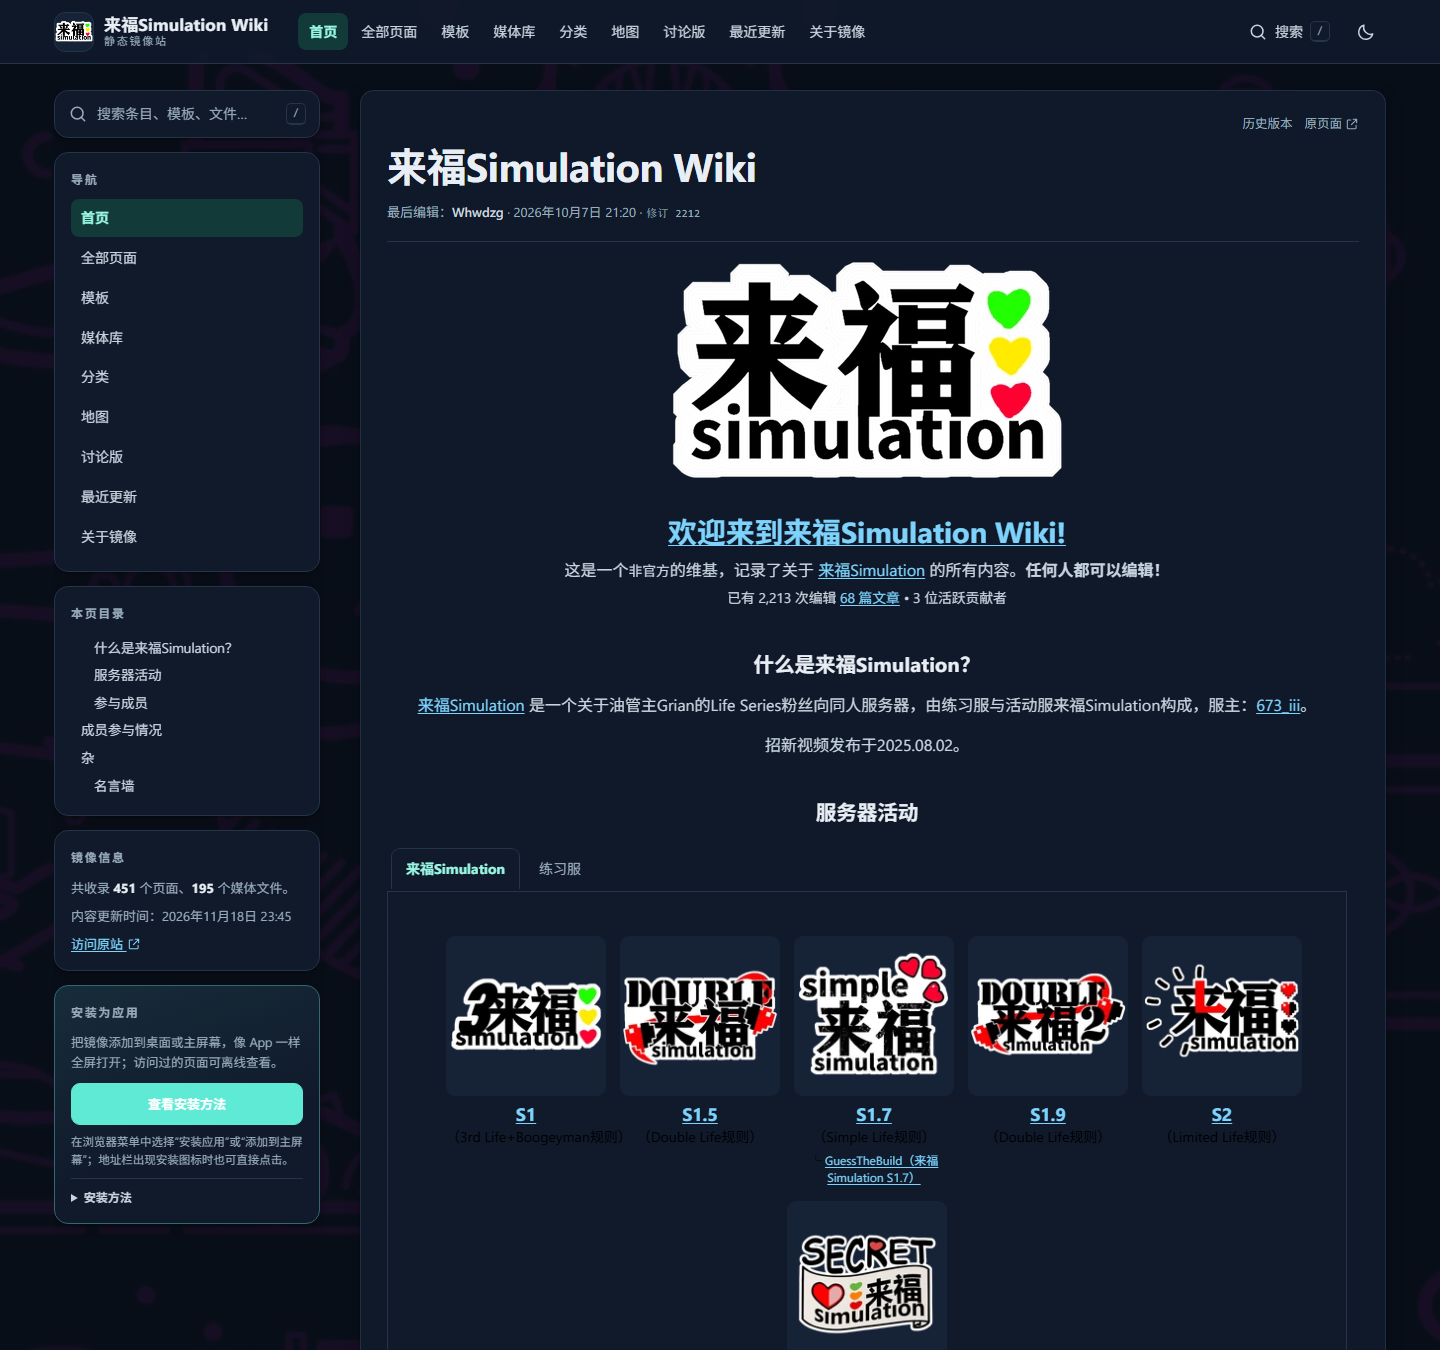 来福Simulation Wiki
静态镜像站
首页
全部页面
模板
媒体库
分类
地图
讨论版
最近更新
关于镜像
搜索 /
搜索条目、模板、文件... /
导航
首页
全部页面
模板
媒体库
分类
地图
讨论版
最近更新
关于镜像
本页目录
什么是来福Simulation?
服务器活动
参与成员
成员参与情况
杂
名言墙
镜像信息
共收录 451 个页面、195 个媒体文件。
内容更新时间：2026年11月18日 23:45
访问原站
安装为应用
把镜像添加到桌面或主屏幕，像 App 一样
全屏打开；访问过的页面可离线查看。
查看安装方法
在浏览器菜单中选择“安装应用”或“添加到主屏
幕”；地址栏出现安装图标时也可直接点击。
安装方法
历史版本 原页面
来福Simulation Wiki
最后编辑：Whwdzg · 2026年10月7日 21:20 · 修订 2212
来福
simulation
欢迎来到来福Simulation Wiki!
这是一个非官方的维基，记录了关于 来福Simulation 的所有内容。任何人都可以编辑！
已有 2,213 次编辑 68 篇文章 • 3 位活跃贡献者
什么是来福Simulation？
来福Simulation 是一个关于油管主Grian的Life Series粉丝向同人服务器，由练习服与活动服来福Simulation构成，服主：673_iii。
招新视频发布于2025.08.02。
服务器活动
来福Simulation
练习服
3来福
simulation
S1
（3rd Life+Boogeyman规则）
DOUBLE
来福
simulation
S1.5
（Double Life规则）
simple
来福
simulation
S1.7
（Simple Life规则）
GuessTheBuild（来福
Simulation S1.7）
DOUBLE
来福2
simulation
S1.9
（Double Life规则）
来福
simulation
S2
（Limited Life规则）
SECRET
来福
simulation